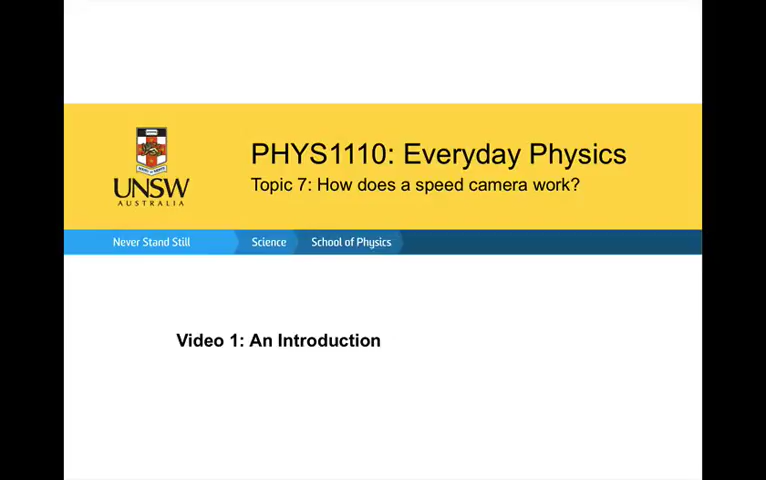 PHYS1110: Everyday Physics
Topic 7: How does a speed camera work?
UNSW
AUSTRALIA
Never Stand Still
Science
School of Physics
Video 1: An Introduction